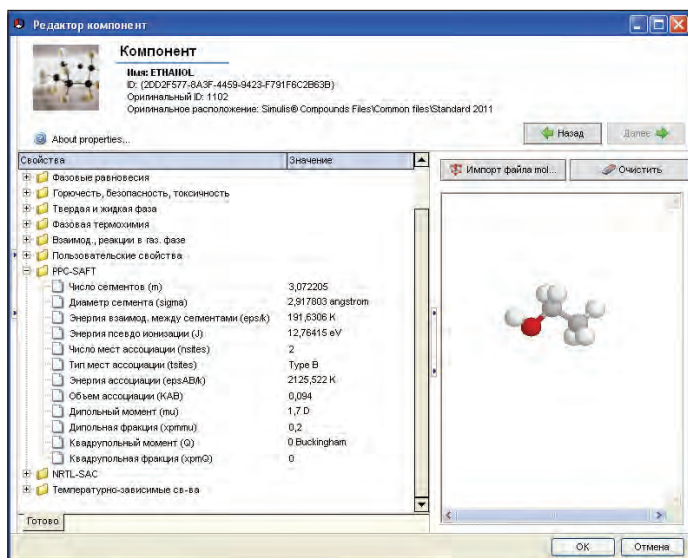 Редактор компонент
Компонент
Имя: ETHANOL
ID: {2DD2F577-8A3F-4459-9423-F791F6C2B63B}
Оригинальный ID: 1102
Оригинальное расположение: Simulis® Compounds Files\Common files\Standard 2011
About properties...
Назад
Далее
Свойства Значение
Импорт файла mol...
Очистить
Фазовые равновесия
Горючесть, безопасность, токсичность
Твердая и жидкая фаза
Фазовая термохимия
Взаимод., реакции в газ. фазе
Пользовательские свойства
PPC-SAFT
Число сегментов (m) 3,072205
Диаметр сегмента (sigma) 2,917803 angstrom
Энергия взаимод. между сегментами (eps/k) 191,6306 K
Энергия псевдо ионизации (J) 12,76415 eV
Число мест ассоциации (nsites) 2
Тип мест ассоциации (tsites) Type B
Энергия ассоциации (epsAB/k) 2125,522 K
Объем ассоциации (KAB) 0,094
Дипольный момент (mu) 1,7 D
Дипольная фракция (xpmmu) 0,2
Квадрупольный момент (Q) 0 Buckingham
Квадрупольная фракция (xpmQ) 0
NRTL-SAC
Температурно-зависимые св-ва
Готово
OK
Отмена